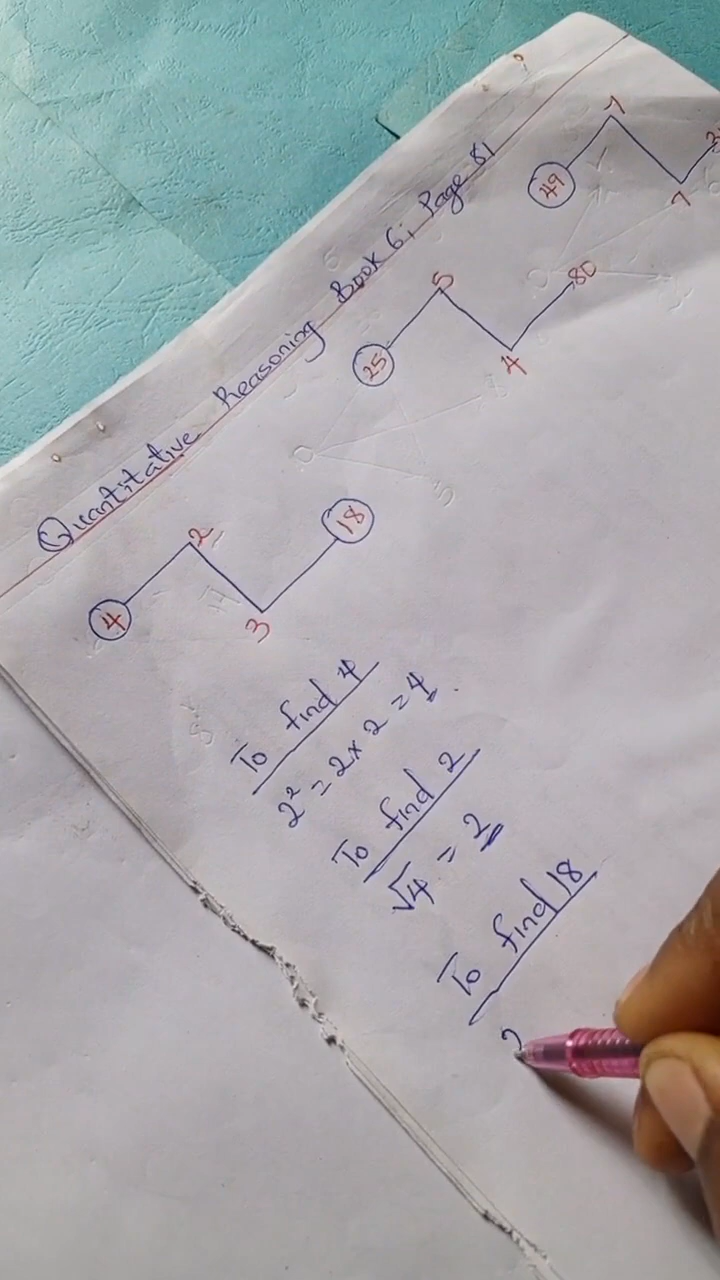 Quantitative Reasoning Book 6; Page 81
4 2 3 18
25 5 4 80
49 7 7
To find 4
2² = 2 x 2 = 4.
To find 2
√4 = 2
To find 18
2